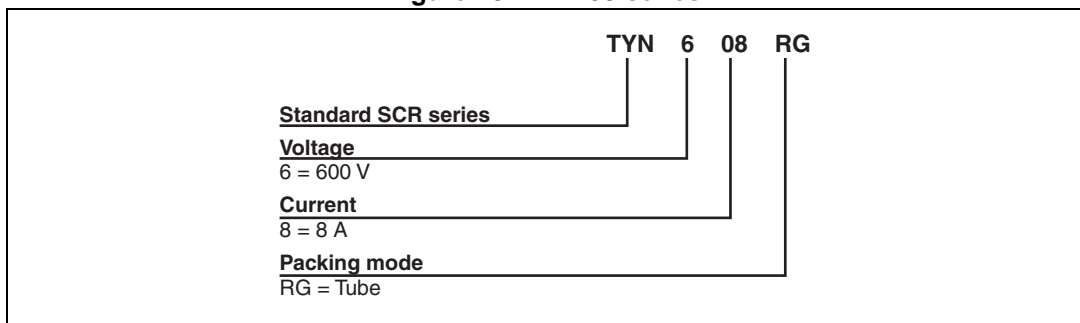 TYN 6 08 RG
Standard SCR series
Voltage
6 = 600 V
Current
8 = 8 A
Packing mode
RG = Tube